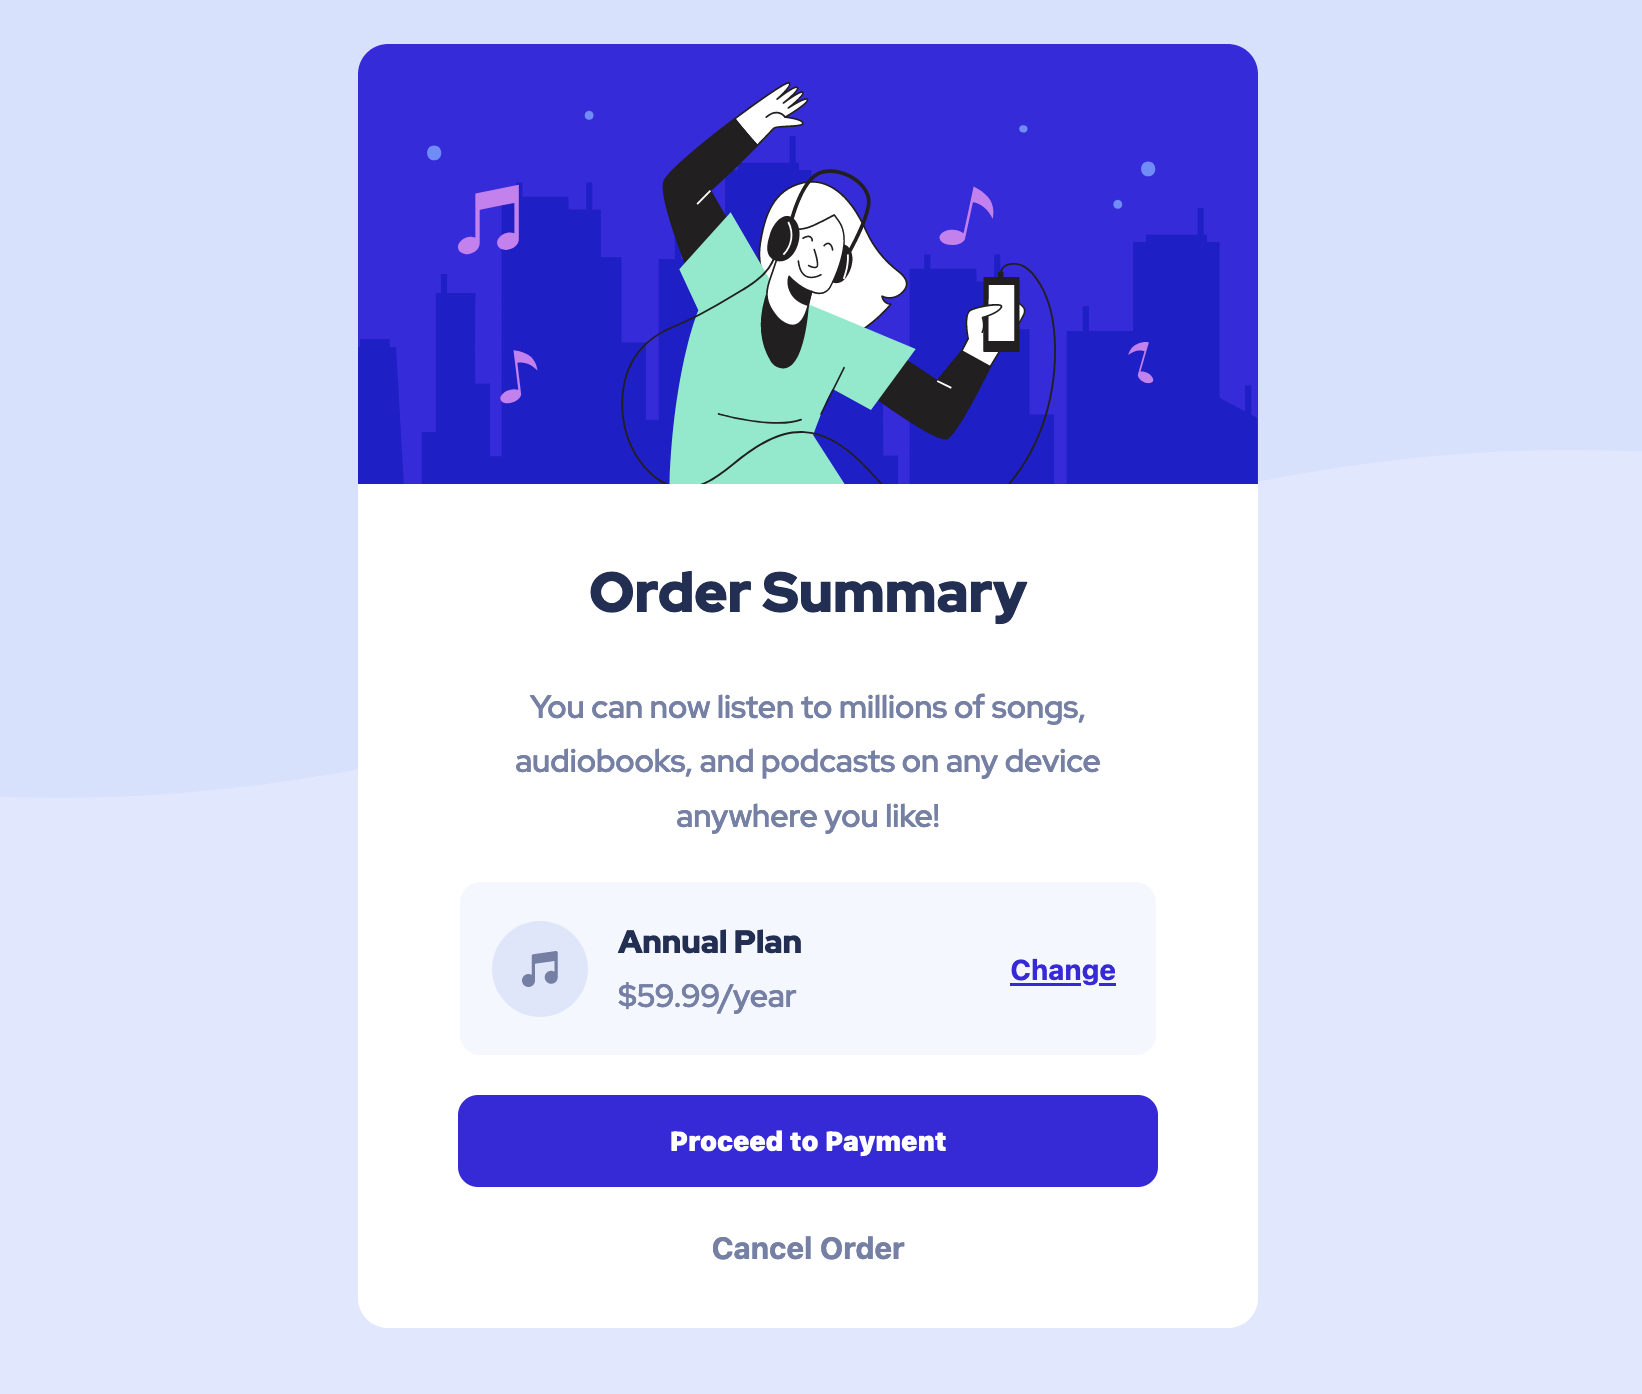 Order Summary
You can now listen to millions of songs,
audiobooks, and podcasts on any device
anywhere you like!
Annual Plan
$59.99/year
Change
Proceed to Payment
Cancel Order